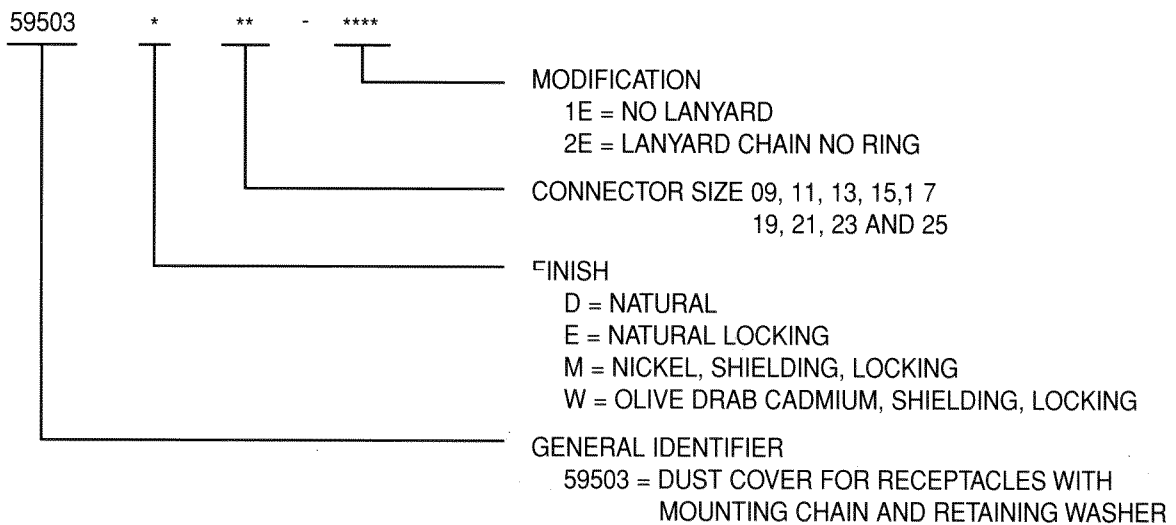 59503 * ** - ****
MODIFICATION
1E = NO LANYARD
2E = LANYARD CHAIN NO RING
CONNECTOR SIZE 09, 11, 13, 15,1 7
19, 21, 23 AND 25
FINISH
D = NATURAL
E = NATURAL LOCKING
M = NICKEL, SHIELDING, LOCKING
W = OLIVE DRAB CADMIUM, SHIELDING, LOCKING
GENERAL IDENTIFIER
59503 = DUST COVER FOR RECEPTACLES WITH
MOUNTING CHAIN AND RETAINING WASHER